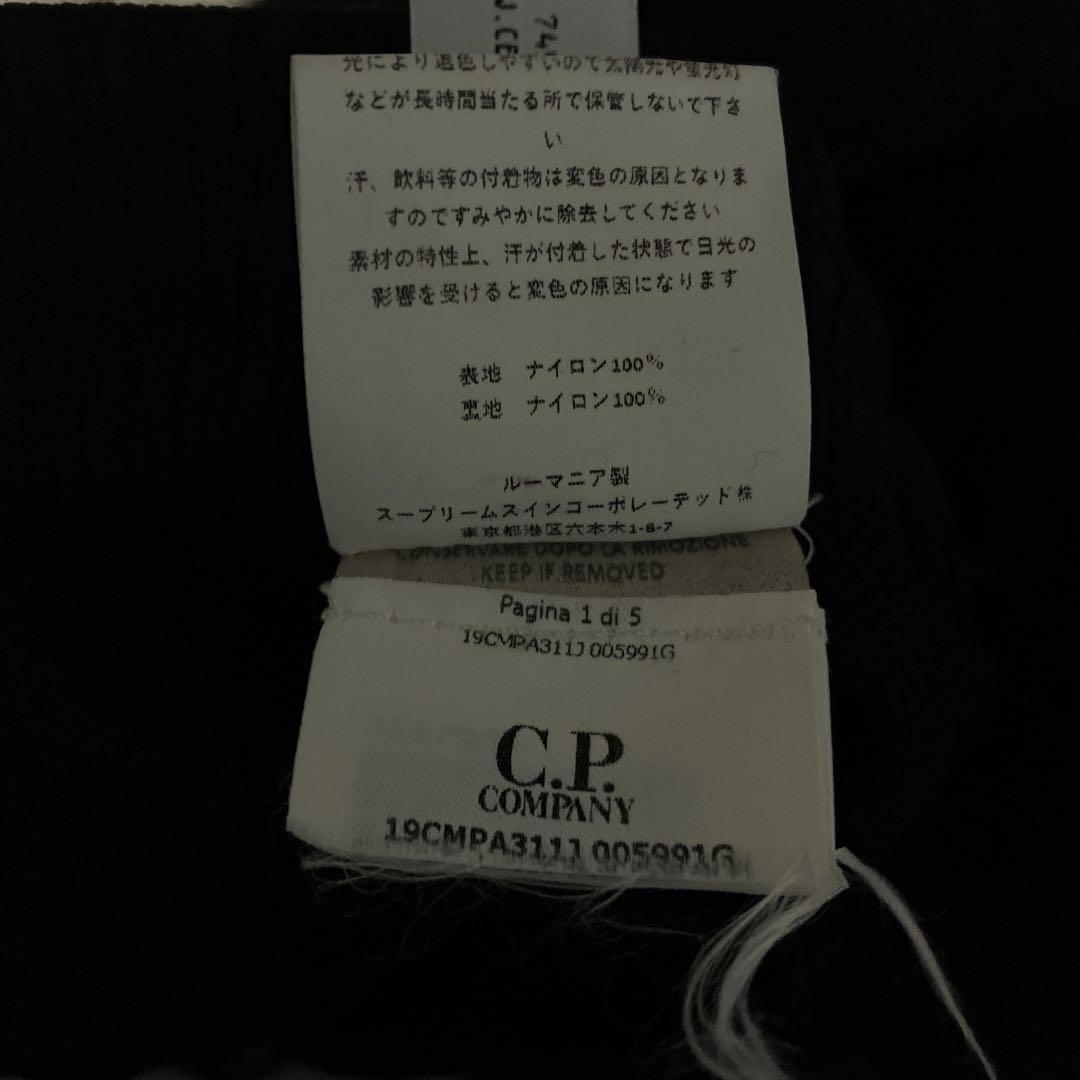 光により退色しやすいので太陽光や蛍光灯
などが長時間当たる所で保管しないで下さ
い
汗、飲料等の付着物は変色の原因となりま
すのですみやかに除去してください
素材の特性上、汗が付着した状態で日光の
影響を受けると変色の原因になります
表地 ナイロン100%
裏地 ナイロン100%
ルーマニア製
スープリームスインコーポレーテッド株
東京都港区六本木1-8-7
CONSERVARE DOPO LA RIMOZIONE
KEEP IF REMOVED
Pagina 1 di 5
19CMPA311J 005991G
C.P.
COMPANY
19CMPA311J 005991G